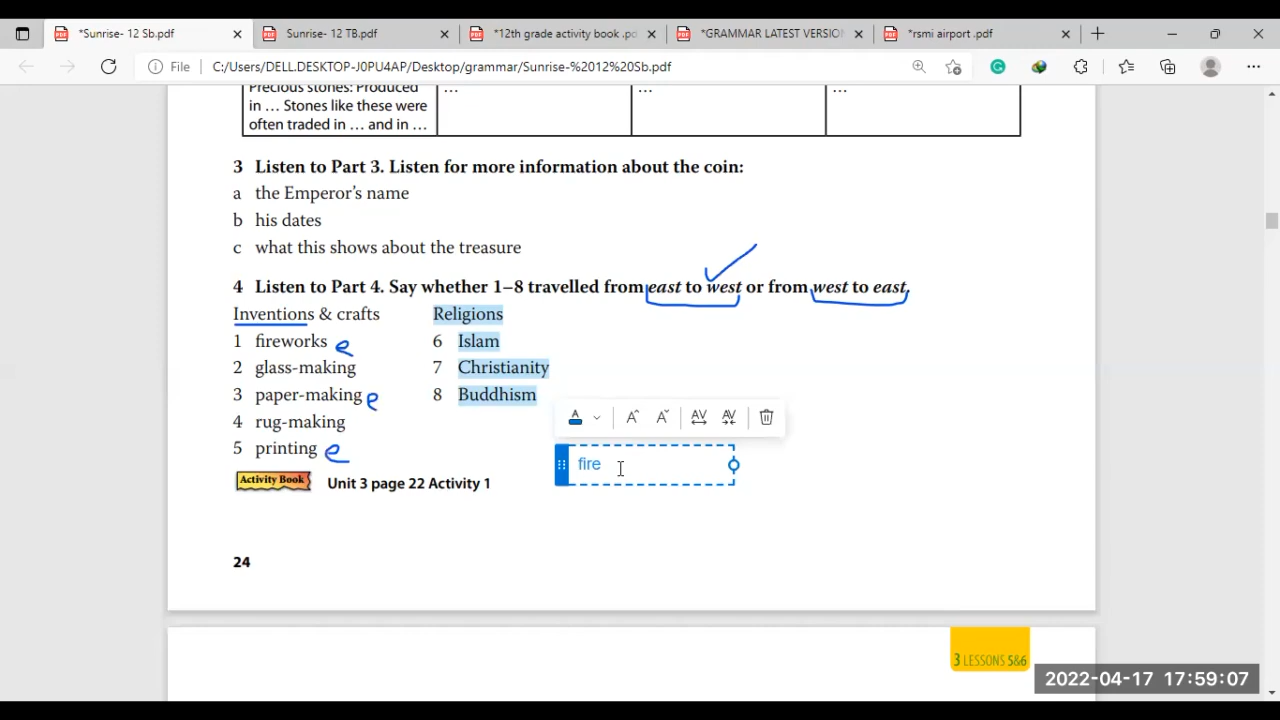 *Sunrise- 12 Sb.pdf
Sunrise- 12 TB.pdf
*12th grade activity book .pd
*GRAMMAR LATEST VERSION
*rsmi airport .pdf
File
C:/Users/DELL.DESKTOP-J0PU4AP/Desktop/grammar/Sunrise-%2012%20Sb.pdf
Precious stones: Produced
in … Stones like these were
often traded in … and in …
… … …
3 Listen to Part 3. Listen for more information about the coin:
a the Emperor's name
b his dates
c what this shows about the treasure
4 Listen to Part 4. Say whether 1–8 travelled from east to west or from west to east.
Inventions & crafts
1 fireworks e
2 glass-making
3 paper-making e
4 rug-making
5 printing e
Religions
6 Islam
7 Christianity
8 Buddhism
A A A AV AV
fire
Activity Book Unit 3 page 22 Activity 1
24
3 LESSONS 5&6
2022-04-17 17:59:07